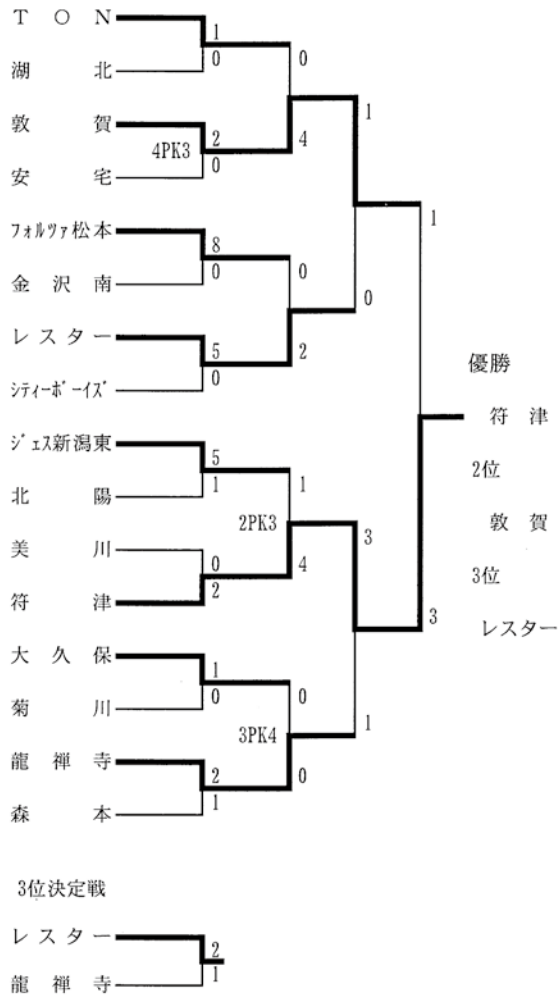 TON
1
0
湖北
0
敦賀
2
4PK3
0
4
安宅
1
フォルツァ松本
8
0
0
金沢南
1
0
レスター
5
0
2
シティーボーイズ
優勝
符津
ジェス新潟東
5
1
1
北陽
2位
2PK3
敦賀
美川
0
2
4
3
3位
符津
レスター
3
大久保
1
0
0
菊川
3PK4
1
龍禅寺
2
1
0
森本
3位決定戦
レスター
2
1
龍禅寺